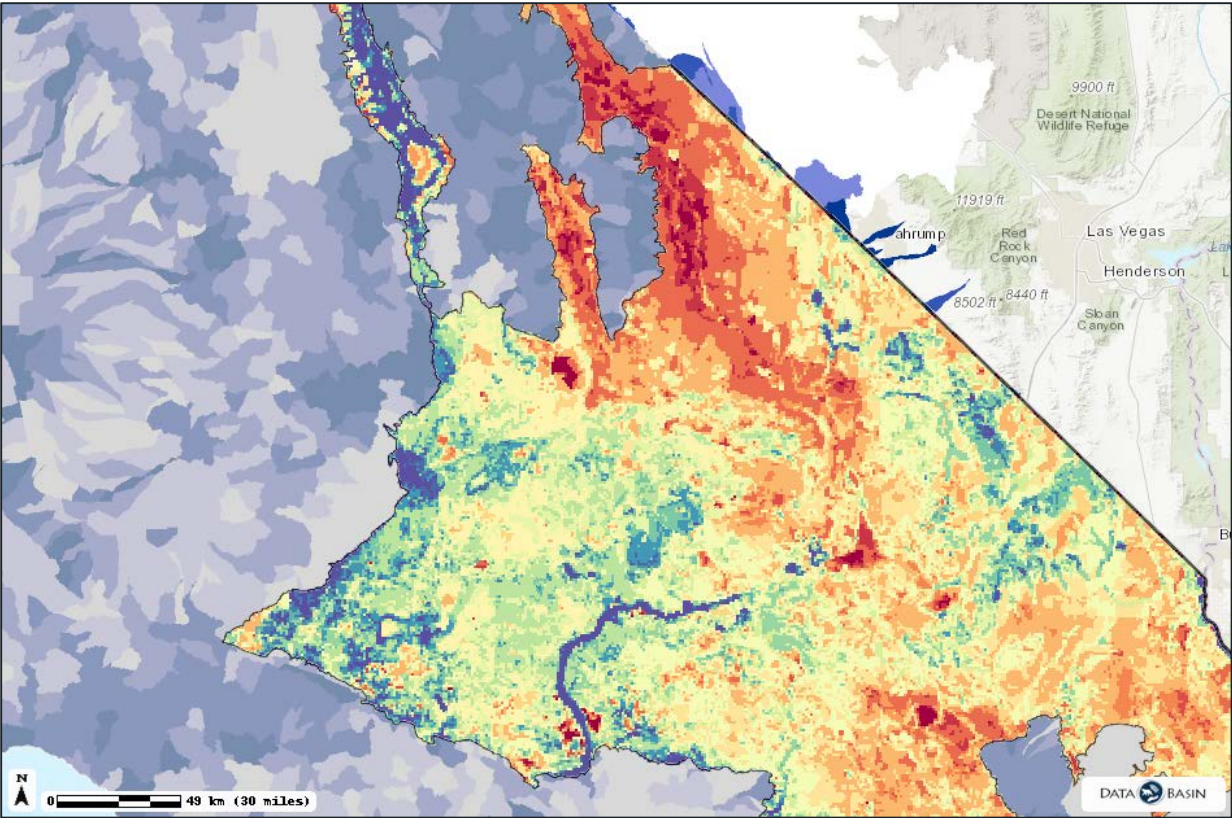 9900 ft
Desert National
Wildlife Refuge
11919 ft
ahrump
Red
Rock
Canyon
Las Vegas
Henderson
8502 ft
8440 ft
Sloan
Canyon
N
0
49 km (30 miles)
DATA BASIN